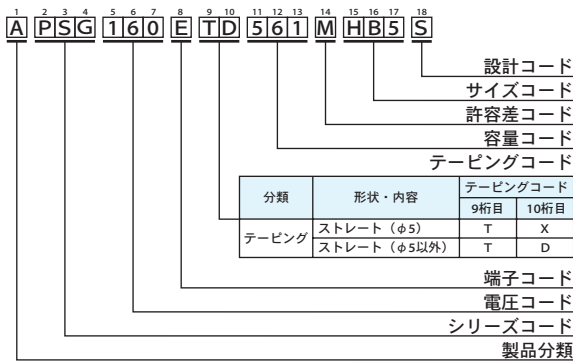 1 2 3 4 5 6 7 8 9 10 11 12 13 14 15 16 17 18
A PSG 160 E TD 561 M HB5 S
設計コード
サイズコード
許容差コード
容量コード
テーピングコード
分類 形状・内容 テーピングコード
9桁目 10桁目
テーピング ストレート（φ5） T X
ストレート（φ5以外） T D
端子コード
電圧コード
シリーズコード
製品分類